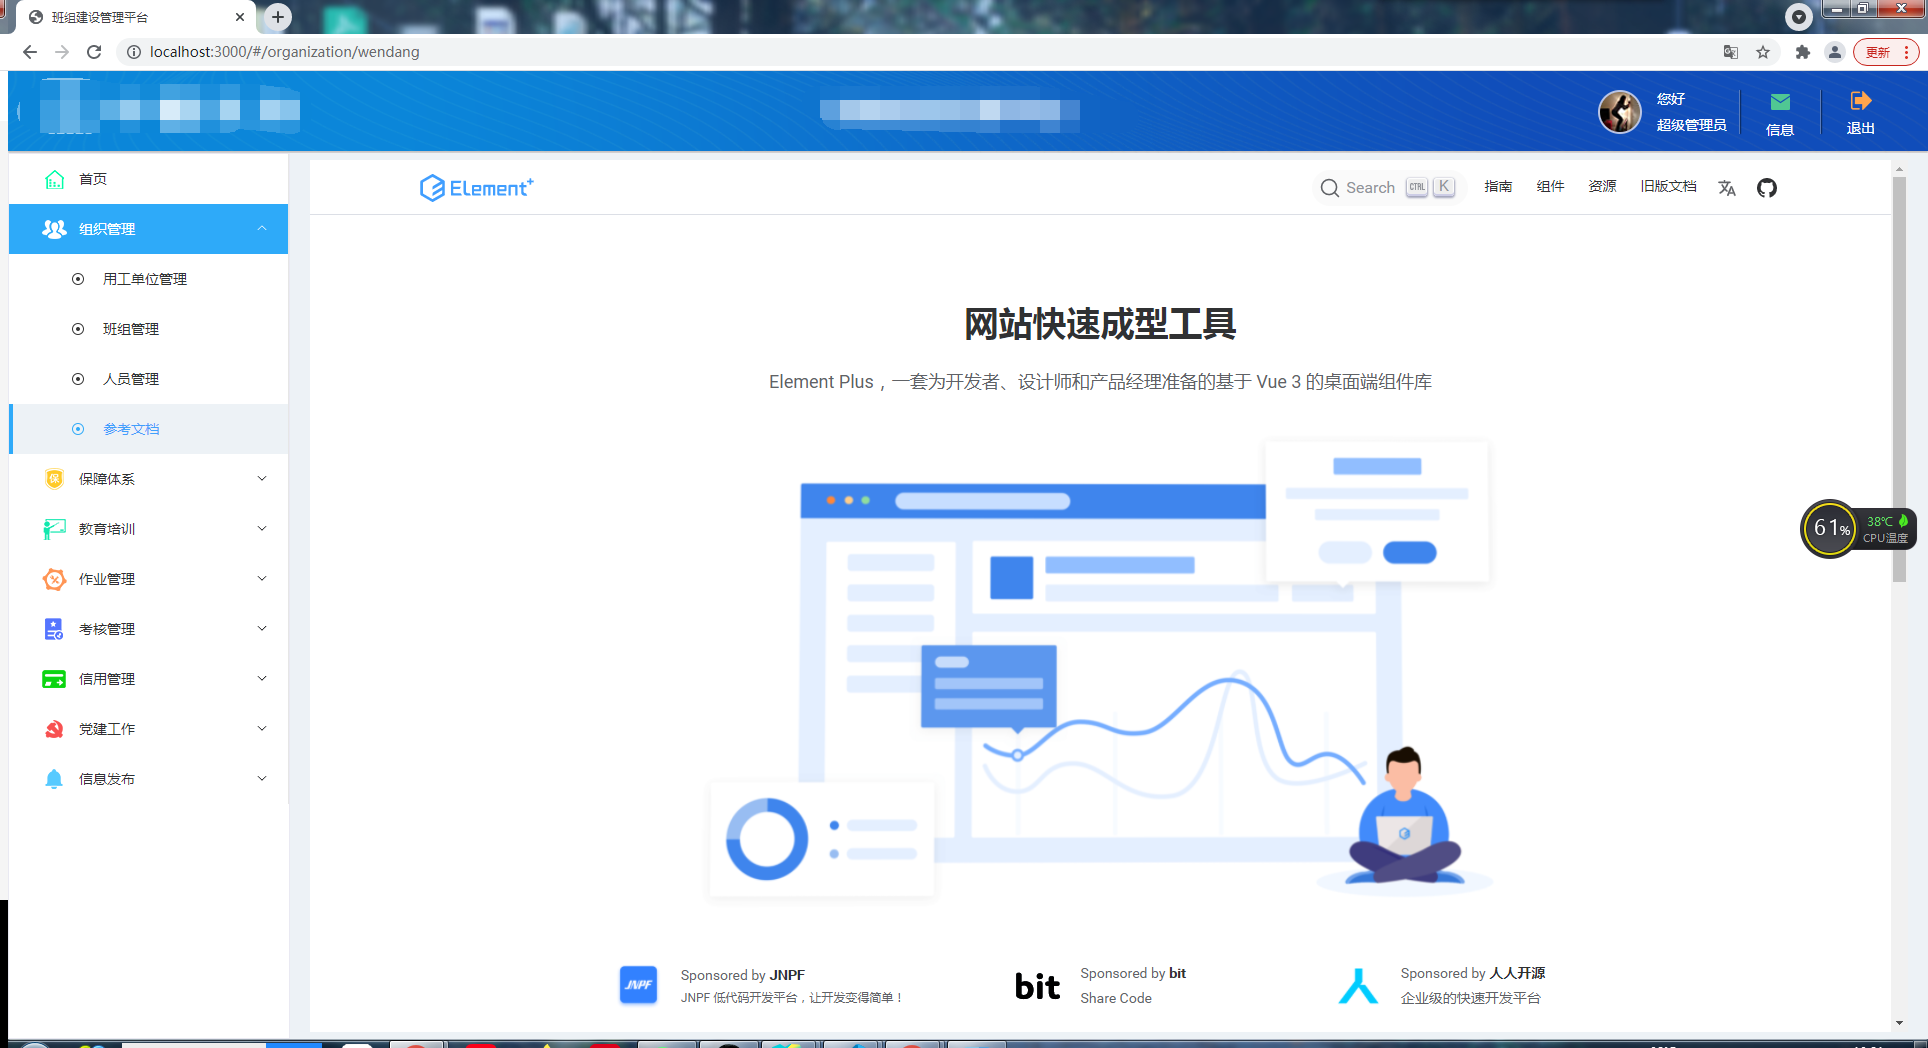 班组建设管理平台
localhost:3000/#/organization/wendang
更新
您好
超级管理员
信息
退出
首页
组织管理
用工单位管理
班组管理
人员管理
参考文档
保障体系
教育培训
作业管理
考核管理
信用管理
党建工作
信息发布
Element+
Search CTRL K
指南
组件
资源
旧版文档
网站快速成型工具
Element Plus，一套为开发者、设计师和产品经理准备的基于 Vue 3 的桌面端组件库
61%
38℃
CPU温度
JNPF
Sponsored by JNPF
JNPF 低代码开发平台，让开发变得简单！
bit
Sponsored by bit
Share Code
Sponsored by 人人开源
企业级的快速开发平台